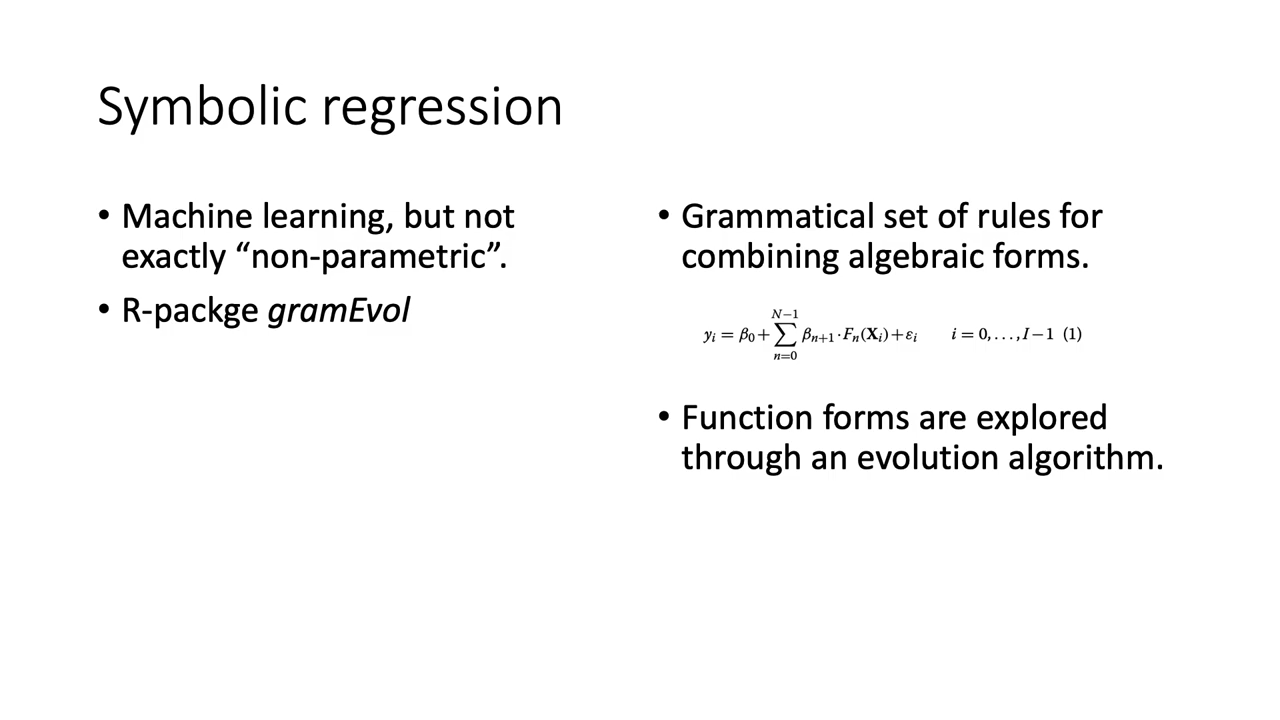 Symbolic regression
• Machine learning, but not
exactly “non-parametric”.
• R-packge gramEvol
• Grammatical set of rules for
combining algebraic forms.
N−1
yᵢ = β₀ + ∑ βₙ₊₁ · Fₙ(Xᵢ) + εᵢ i = 0, . . . , I − 1 (1)
n=0
• Function forms are explored
through an evolution algorithm.